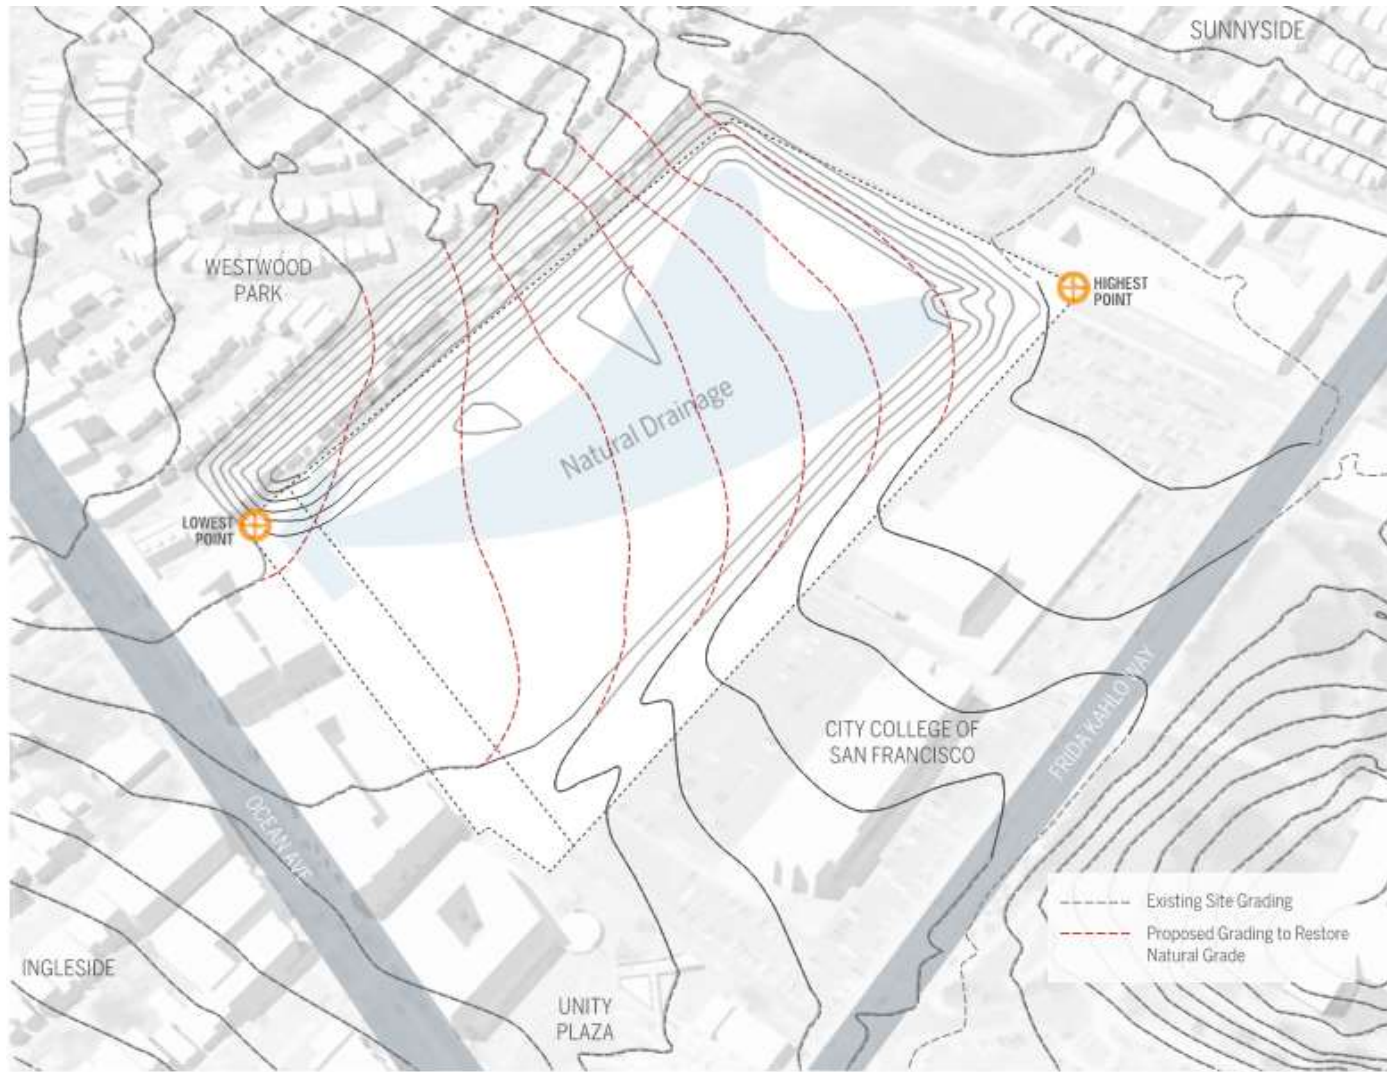 SUNNYSIDE
WESTWOOD
PARK
HIGHEST
POINT
Natural Drainage
LOWEST
POINT
CITY COLLEGE OF
SAN FRANCISCO
FRIDA KAHLO WAY
OCEAN AVE
Existing Site Grading
Proposed Grading to Restore
Natural Grade
INGLESIDE
UNITY
PLAZA